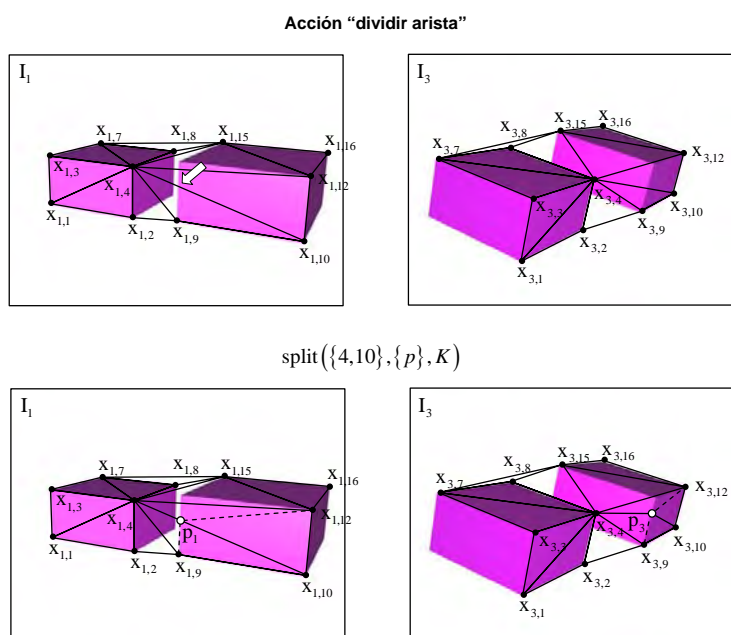 Acción “dividir arista”
I₁
x₁,₇
x₁,₈
x₁,₁₅
x₁,₁₆
x₁,₃
x₁,₄
x₁,₁₂
x₁,₁
x₁,₂
x₁,₉
x₁,₁₀
I₃
x₃,₁₅
x₃,₁₆
x₃,₈
x₃,₇
x₃,₁₂
x₃,₃
x₃,₄
x₃,₁₀
x₃,₉
x₃,₂
x₃,₁
split({4,10},{p},K)
I₁
x₁,₇
x₁,₈
x₁,₁₅
x₁,₁₆
x₁,₃
x₁,₄
x₁,₁₂
p₁
x₁,₁
x₁,₂
x₁,₉
x₁,₁₀
I₃
x₃,₁₅
x₃,₁₆
x₃,₈
x₃,₇
x₃,₁₂
x₃,₃
x₃,₄
p₃
x₃,₁₀
x₃,₉
x₃,₂
x₃,₁